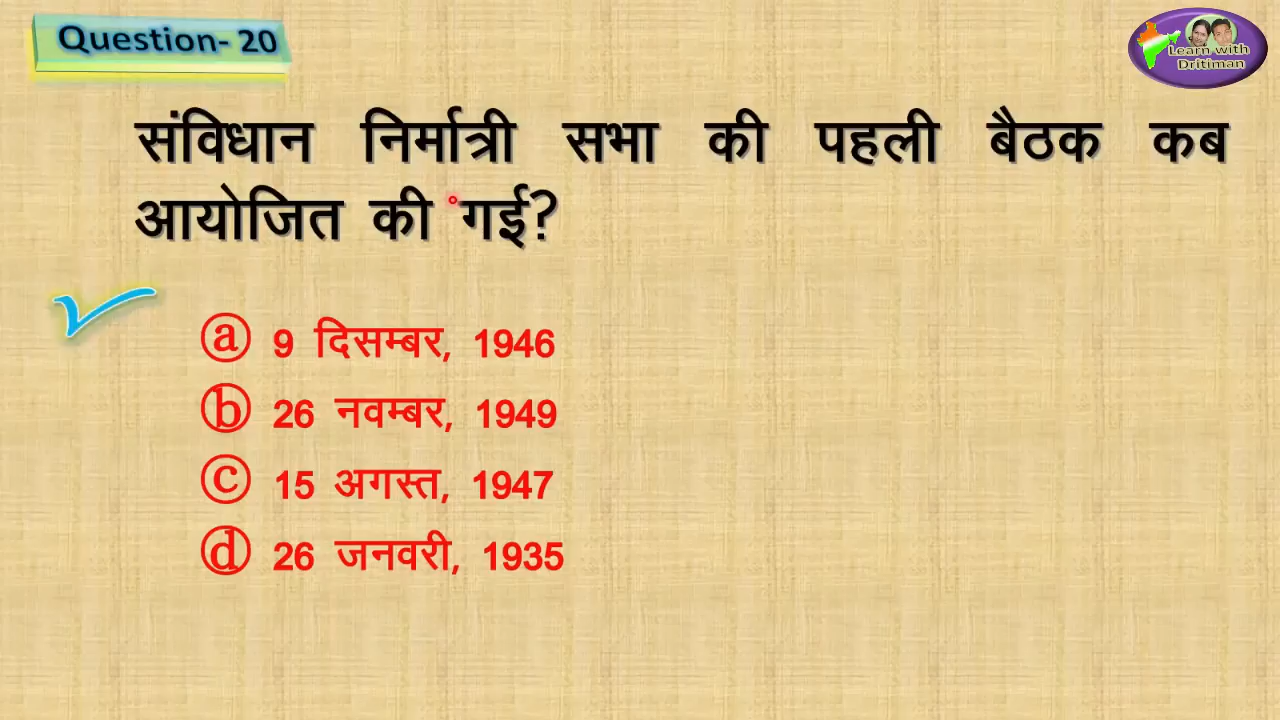 Question- 20
Learn with
Dritiman
संविधान निर्मात्री सभा की पहली बैठक कब
आयोजित की गई?
ⓐ 9 दिसम्बर, 1946
ⓑ 26 नवम्बर, 1949
ⓒ 15 अगस्त, 1947
ⓓ 26 जनवरी, 1935